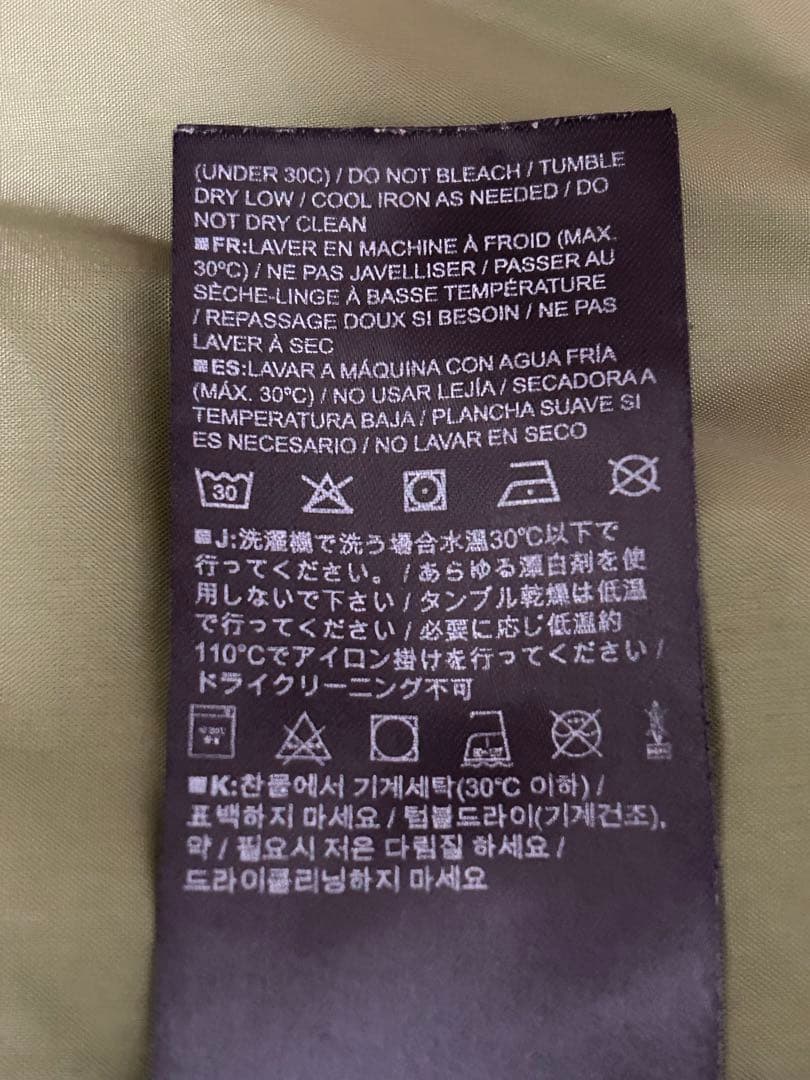 (UNDER 30C) / DO NOT BLEACH / TUMBLE
DRY LOW / COOL IRON AS NEEDED / DO
NOT DRY CLEAN
■FR:LAVER EN MACHINE À FROID (MAX.
30ºC) / NE PAS JAVELLISER / PASSER AU
SÈCHE-LINGE À BASSE TEMPÉRATURE
/ REPASSAGE DOUX SI BESOIN / NE PAS
LAVER À SEC
■ES:LAVAR A MÁQUINA CON AGUA FRÍA
(MÁX. 30ºC) / NO USAR LEJÍA / SECADORA A
TEMPERATURA BAJA / PLANCHA SUAVE SI
ES NECESARIO / NO LAVAR EN SECO
30
■J:洗濯機で洗う場合水温30℃以下で
行ってください。 / あらゆる漂白剤を使
用しないで下さい / タンブル乾燥は低温
で行ってください / 必要に応じ低温約
110℃でアイロン掛けを行ってください /
ドライクリーニング不可
■K:찬물에서 기계세탁(30℃ 이하) /
표백하지 마세요 / 텀블드라이(기계건조),
약 / 필요시 저온 다림질 하세요 /
드라이클리닝하지 마세요